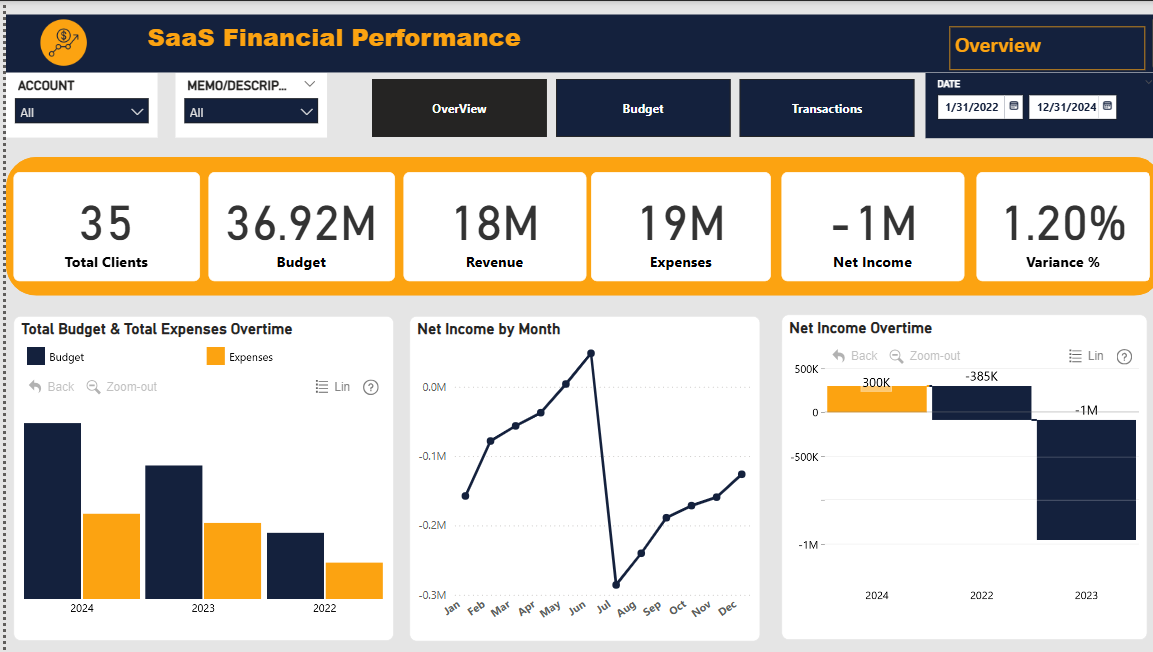 SaaS Financial Performance
Overview
ACCOUNT
All
MEMO/DESCRIP...
All
OverView
Budget
Transactions
DATE
1/31/2022
12/31/2024
35
Total Clients
36.92M
Budget
18M
Revenue
19M
Expenses
-1M
Net Income
1.20%
Variance %
Total Budget & Total Expenses Overtime
Budget
Expenses
Back
Zoom-out
Lin
?
2024
2023
2022
Net Income by Month
0.0M
-0.1M
-0.2M
-0.3M
Jan
Feb
Mar
Apr
May
Jun
Jul
Aug
Sep
Oct
Nov
Dec
Net Income Overtime
Back
Zoom-out
Lin
?
500K
0
-500K
-
-1M
300K
-385K
-1M
2024
2022
2023